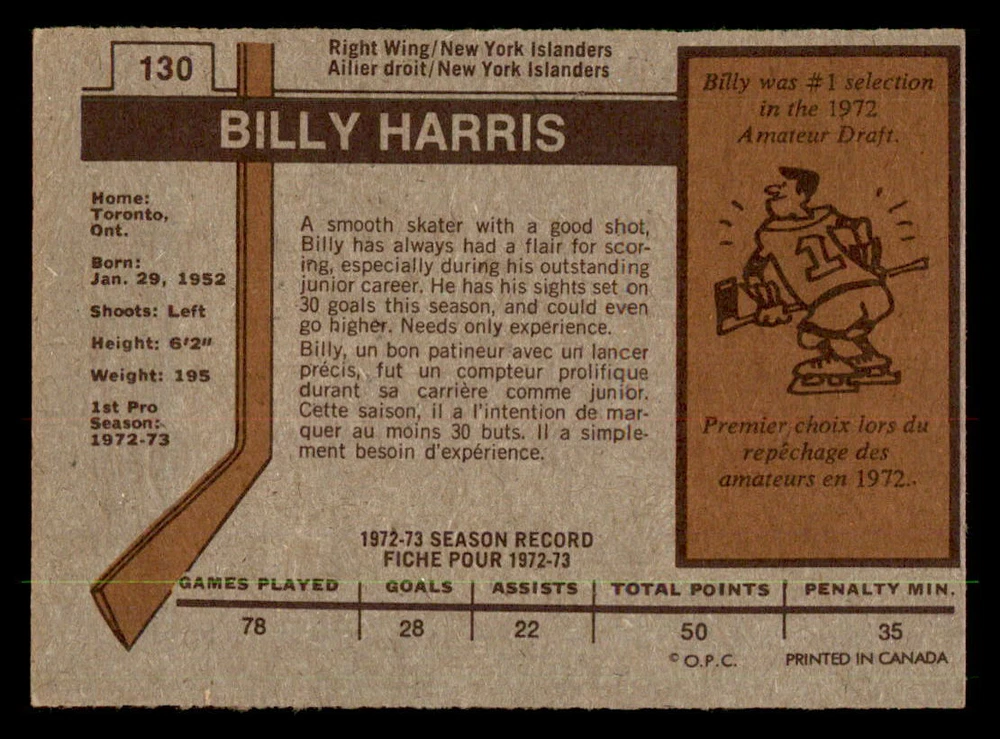 130
Right Wing/New York Islanders
Ailier droit/New York Islanders
BILLY HARRIS
Home:
Toronto,
Ont.
Born:
Jan. 29, 1952
Shoots: Left
Height: 6'2"
Weight: 195
1st Pro
Season:
1972-73
A smooth skater with a good shot,
Billy has always had a flair for scor-
ing, especially during his outstanding
junior career. He has his sights set on
30 goals this season, and could even
go higher. Needs only experience.
Billy, un bon patineur avec un lancer
précis, fut un compteur prolifique
durant sa carrière comme junior.
Cette saison, il a l'intention de mar-
quer au moins 30 buts. Il a simple-
ment besoin d'expérience.
Billy was #1 selection
in the 1972
Amateur Draft.
1
Premier choix lors du
repêchage des
amateurs en 1972.
1972-73 SEASON RECORD
FICHE POUR 1972-73
GAMES PLAYED GOALS ASSISTS TOTAL POINTS PENALTY MIN.
78 28 22 50 35
© O.P.C. PRINTED IN CANADA